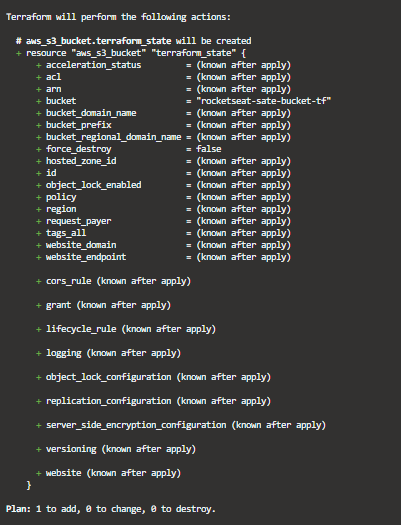 Terraform will perform the following actions:
# aws_s3_bucket.terraform_state will be created
+ resource "aws_s3_bucket" "terraform_state" {
+ acceleration_status = (known after apply)
+ acl = (known after apply)
+ arn = (known after apply)
+ bucket = "rocketseat-sate-bucket-tf"
+ bucket_domain_name = (known after apply)
+ bucket_prefix = (known after apply)
+ bucket_regional_domain_name = (known after apply)
+ force_destroy = false
+ hosted_zone_id = (known after apply)
+ id = (known after apply)
+ object_lock_enabled = (known after apply)
+ policy = (known after apply)
+ region = (known after apply)
+ request_payer = (known after apply)
+ tags_all = (known after apply)
+ website_domain = (known after apply)
+ website_endpoint = (known after apply)
+ cors_rule (known after apply)
+ grant (known after apply)
+ lifecycle_rule (known after apply)
+ logging (known after apply)
+ object_lock_configuration (known after apply)
+ replication_configuration (known after apply)
+ server_side_encryption_configuration (known after apply)
+ versioning (known after apply)
+ website (known after apply)
}
Plan: 1 to add, 0 to change, 0 to destroy.